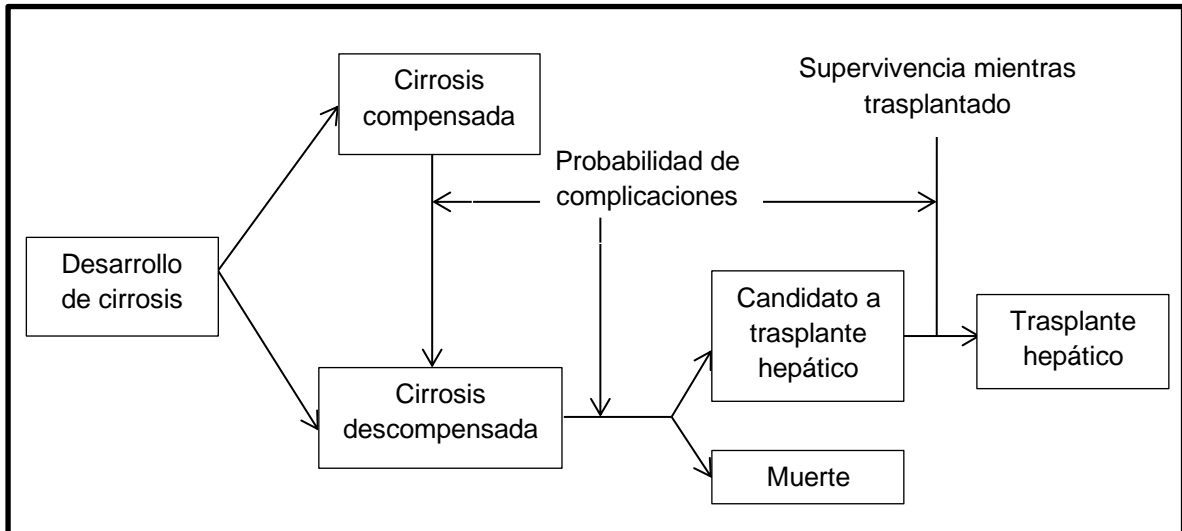 Cirrosis
compensada
Supervivencia mientras
trasplantado
Probabilidad de
complicaciones
Desarrollo
de cirrosis
Candidato a
trasplante
hepático
Trasplante
hepático
Cirrosis
descompensada
Muerte